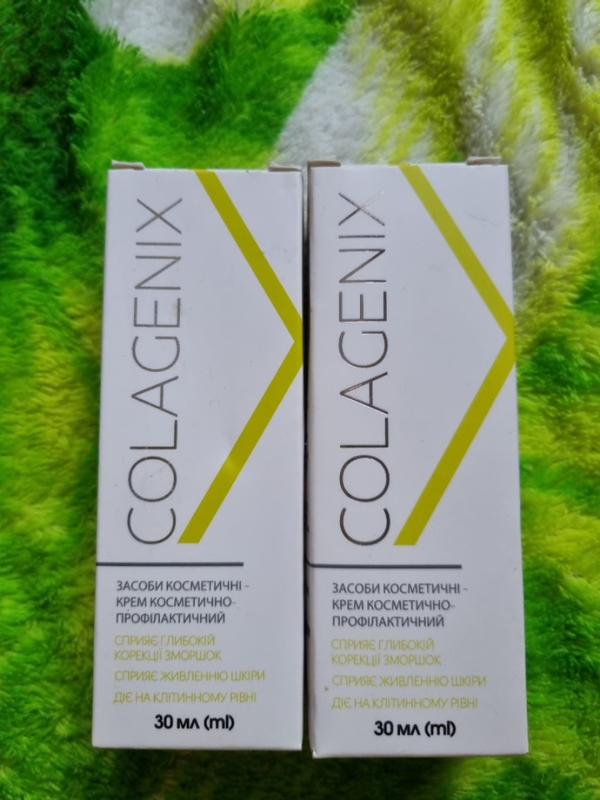 COLAGENIX
ЗАСОБИ КОСМЕТИЧНІ -
КРЕМ КОСМЕТИЧНО-
ПРОФІЛАКТИЧНИЙ
СПРИЯЄ ГЛИБОКІЙ
КОРЕКЦІЇ ЗМОРШОК
СПРИЯЄ ЖИВЛЕННЮ ШКІРИ
ДІЄ НА КЛІТИННОМУ РІВНІ
30 мл (ml)
COLAGENIX
ЗАСОБИ КОСМЕТИЧНІ -
КРЕМ КОСМЕТИЧНО-
ПРОФІЛАКТИЧНИЙ
СПРИЯЄ ГЛИБОКІЙ
КОРЕКЦІЇ ЗМОРШОК
СПРИЯЄ ЖИВЛЕННЮ ШКІРИ
ДІЄ НА КЛІТИННОМУ РІВНІ
30 мл (ml)